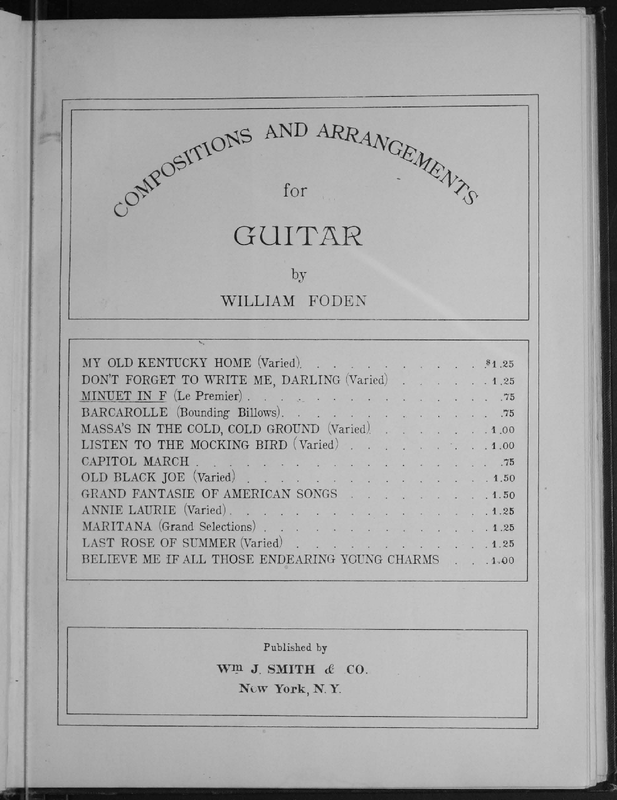 COMPOSITIONS AND ARRANGEMENTS
for
GUITAR
by
WILLIAM FODEN
MY OLD KENTUCKY HOME (Varied). . . . . . . . . . . . $1.25
DON'T FORGET TO WRITE ME, DARLING (Varied) . . . . . . 1.25
MINUET IN F (Le Premier) . . . . . . . . . . . . . . . .75
BARCAROLLE (Bounding Billows). . . . . . . . . . . . . .75
MASSA'S IN THE COLD, COLD GROUND (Varied) . . . . . . . 1.00
LISTEN TO THE MOCKING BIRD (Varied) . . . . . . . . . 1.00
CAPITOL MARCH . . . . . . . . . . . . . . . . . . .75
OLD BLACK JOE (Varied) . . . . . . . . . . . . . . . 1.50
GRAND FANTASIE OF AMERICAN SONGS . . . . . . . . . 1.50
ANNIE LAURIE (Varied) . . . . . . . . . . . . . . . . 1.25
MARITANA (Grand Selections) . . . . . . . . . . . . . . 1.25
LAST ROSE OF SUMMER (Varied) . . . . . . . . . . . . 1.25
BELIEVE ME IF ALL THOSE ENDEARING YOUNG CHARMS . . . 1.00
Published by
Wm J. SMITH & CO.
New York, N.Y.